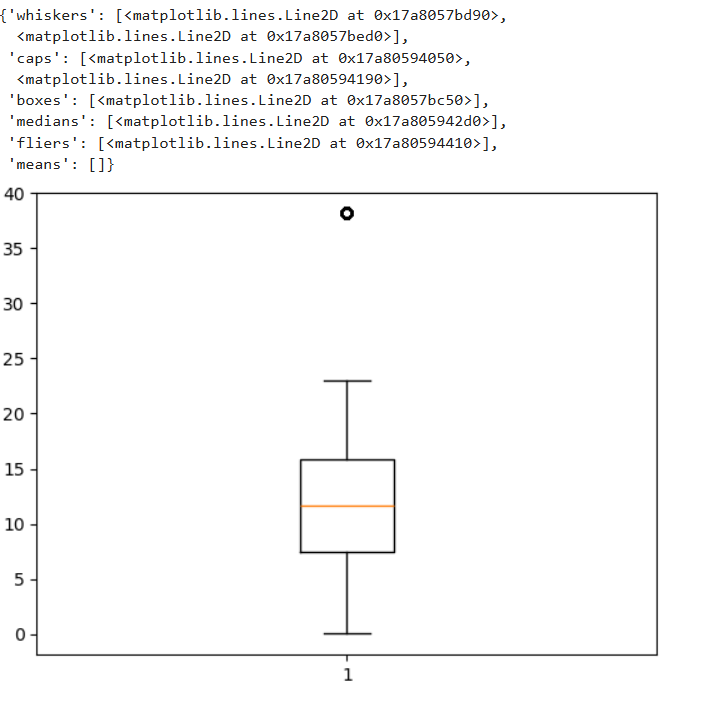 {'whiskers': [<matplotlib.lines.Line2D at 0x17a8057bd90>,
  <matplotlib.lines.Line2D at 0x17a8057bed0>],
 'caps': [<matplotlib.lines.Line2D at 0x17a80594050>,
  <matplotlib.lines.Line2D at 0x17a80594190>],
 'boxes': [<matplotlib.lines.Line2D at 0x17a8057bc50>],
 'medians': [<matplotlib.lines.Line2D at 0x17a805942d0>],
 'fliers': [<matplotlib.lines.Line2D at 0x17a80594410>],
 'means': []}
40
35
30
25
20
15
10
5
0
1